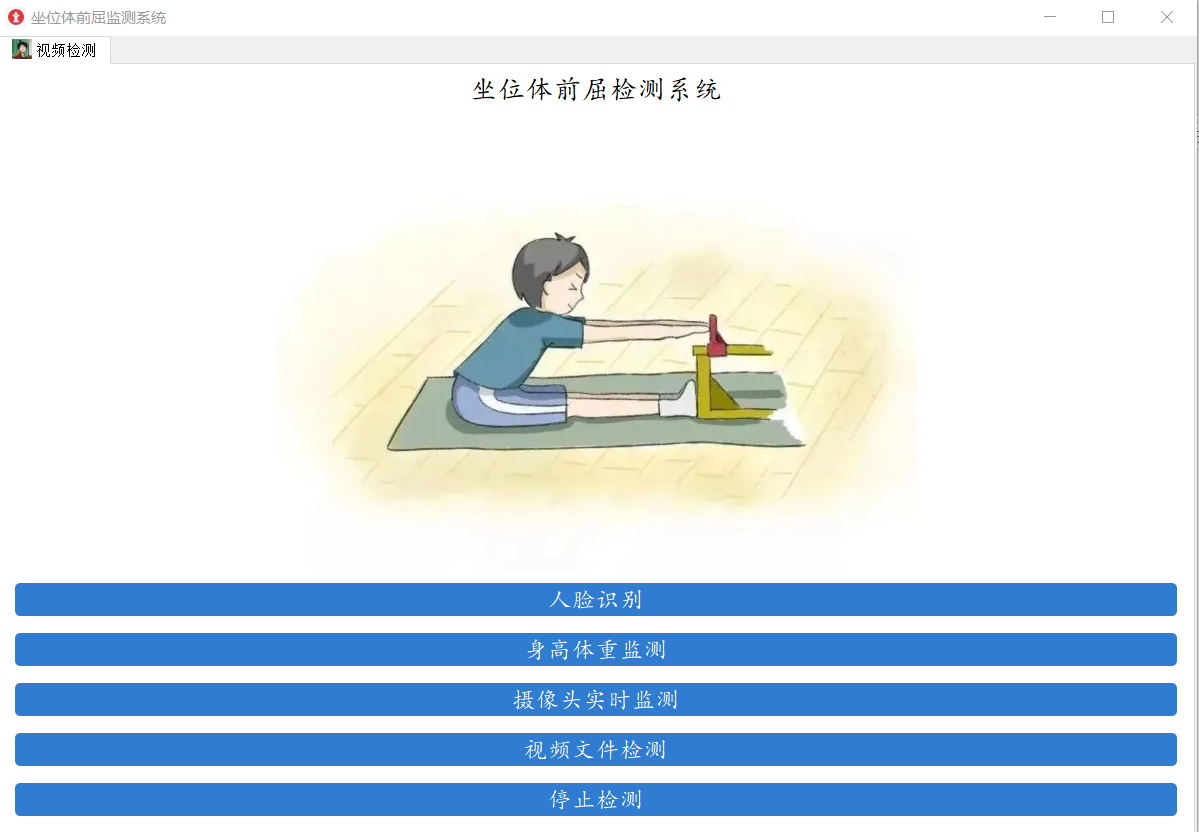 坐位体前屈监测系统
视频检测
坐位体前屈检测系统
人脸识别
身高体重监测
摄像头实时监测
视频文件检测
停止检测